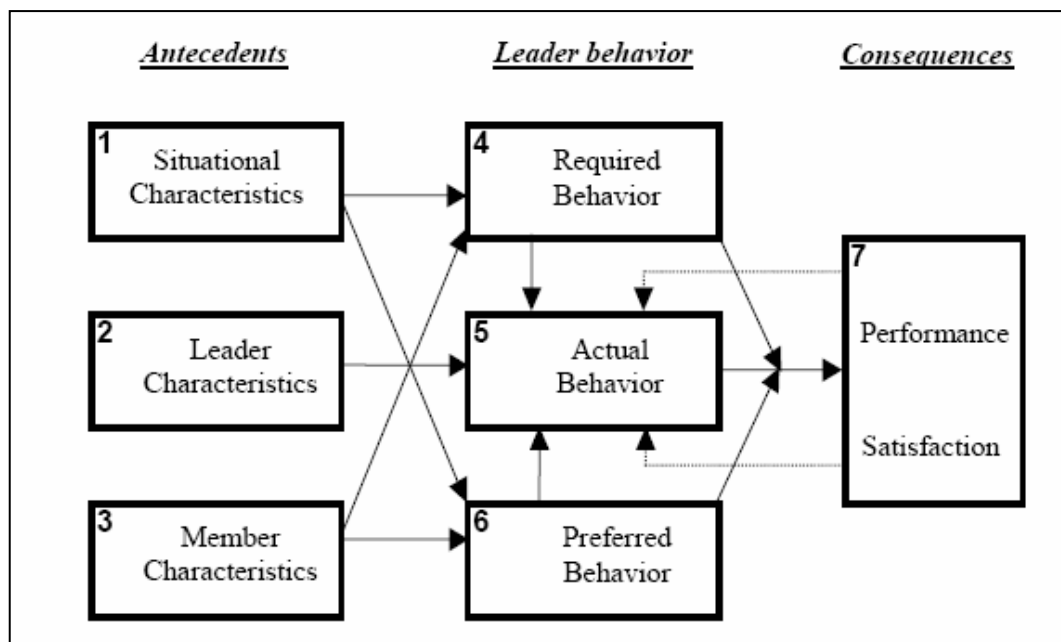 Antecedents
Leader behavior
Consequences
1
Situational
Characteristics
4
Required
Behavior
2
Leader
Characteristics
5
Actual
Behavior
7
Performance
Satisfaction
3
Member
Characteristics
6
Preferred
Behavior